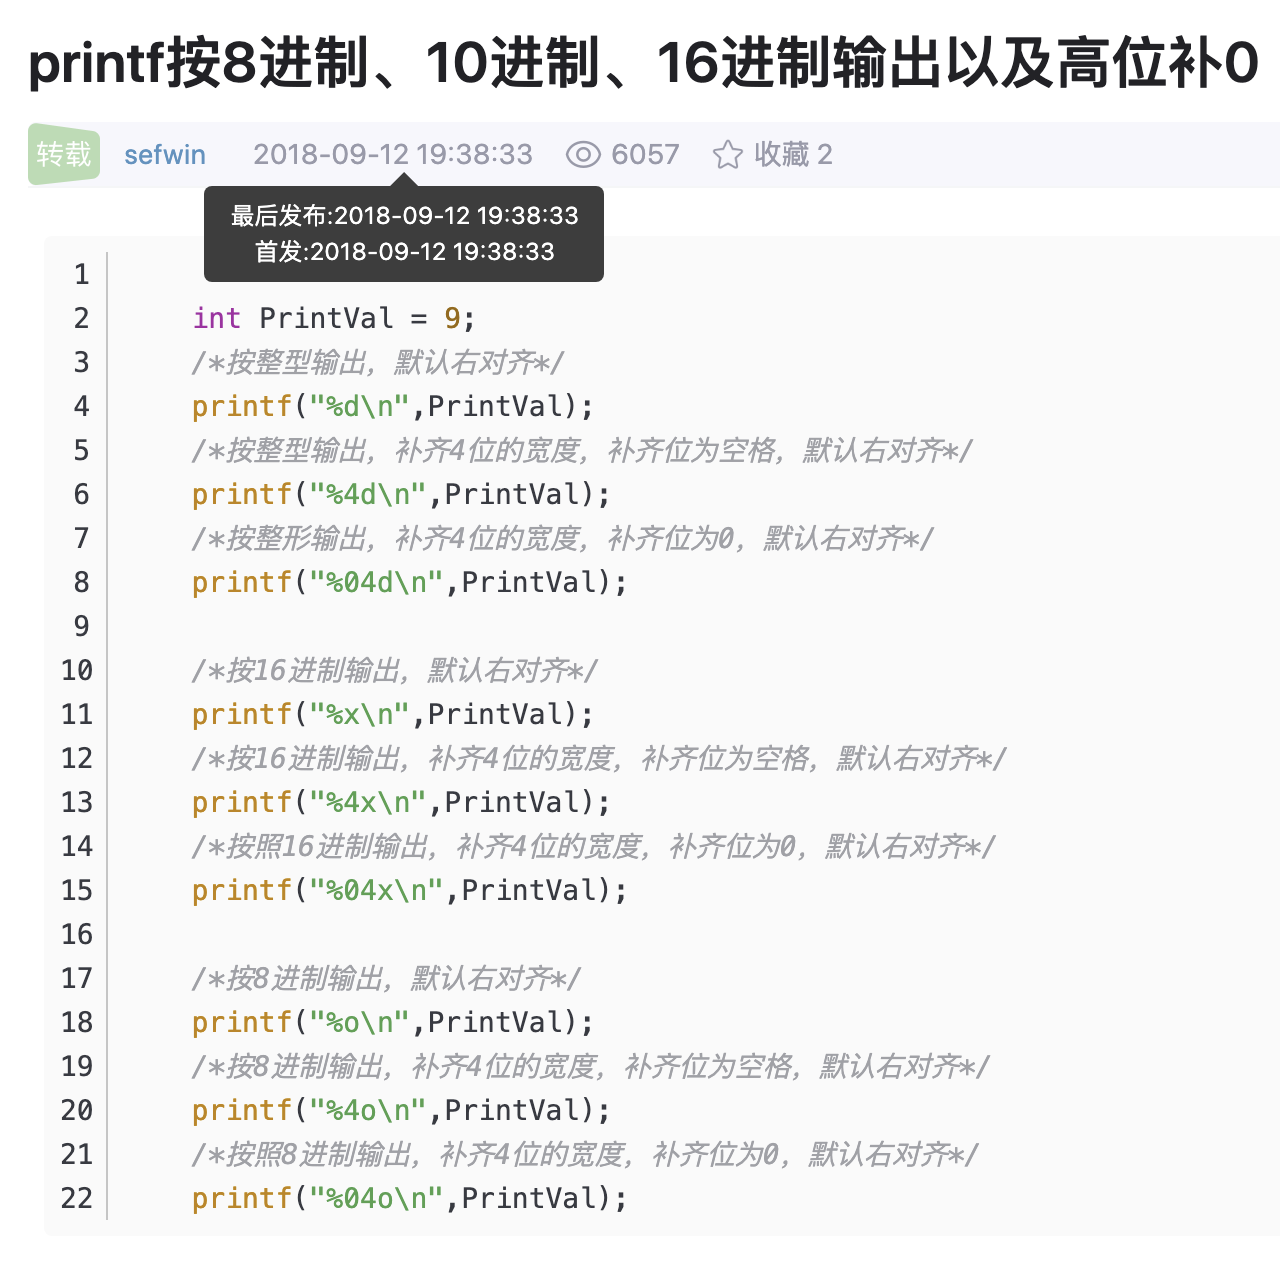 printf按8进制、10进制、16进制输出以及高位补0
转载 sefwin 2018-09-12 19:38:33 6057 收藏 2
最后发布:2018-09-12 19:38:33
首发:2018-09-12 19:38:33
1
2 int PrintVal = 9;
3 /*按整型输出，默认右对齐*/
4 printf("%d\n",PrintVal);
5 /*按整型输出，补齐4位的宽度，补齐位为空格，默认右对齐*/
6 printf("%4d\n",PrintVal);
7 /*按整形输出，补齐4位的宽度，补齐位为0，默认右对齐*/
8 printf("%04d\n",PrintVal);
9
10 /*按16进制输出，默认右对齐*/
11 printf("%x\n",PrintVal);
12 /*按16进制输出，补齐4位的宽度，补齐位为空格，默认右对齐*/
13 printf("%4x\n",PrintVal);
14 /*按照16进制输出，补齐4位的宽度，补齐位为0，默认右对齐*/
15 printf("%04x\n",PrintVal);
16
17 /*按8进制输出，默认右对齐*/
18 printf("%o\n",PrintVal);
19 /*按8进制输出，补齐4位的宽度，补齐位为空格，默认右对齐*/
20 printf("%4o\n",PrintVal);
21 /*按照8进制输出，补齐4位的宽度，补齐位为0，默认右对齐*/
22 printf("%04o\n",PrintVal);